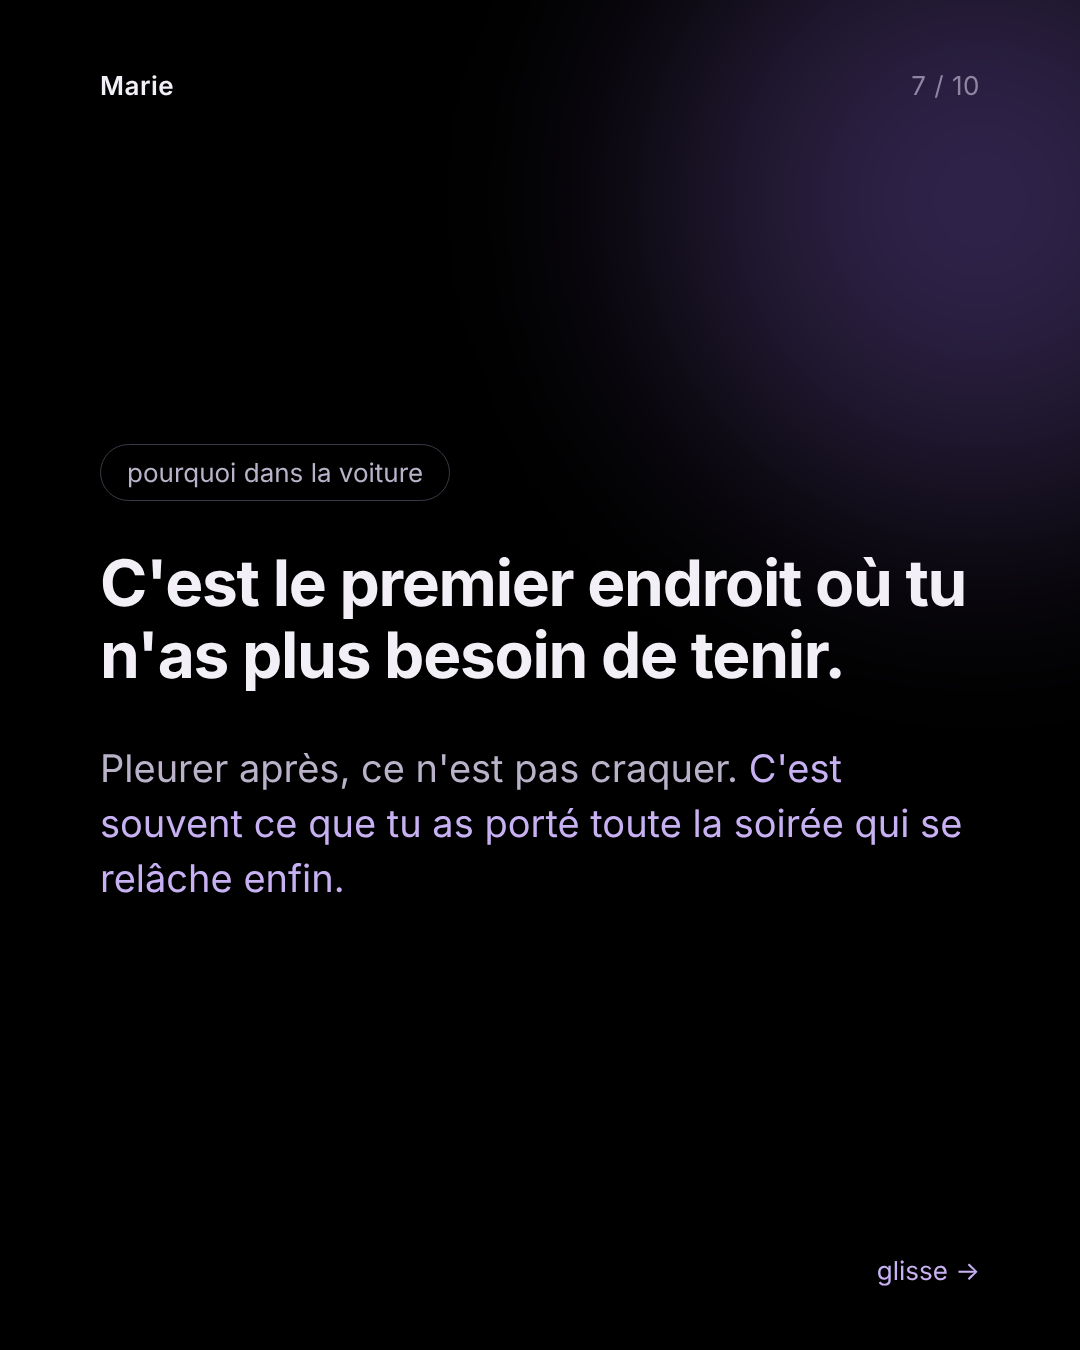 Marie
7 / 10
pourquoi dans la voiture
C'est le premier endroit où tu
n'as plus besoin de tenir.
Pleurer après, ce n'est pas craquer. C'est
souvent ce que tu as porté toute la soirée qui se
relâche enfin.
glisse →